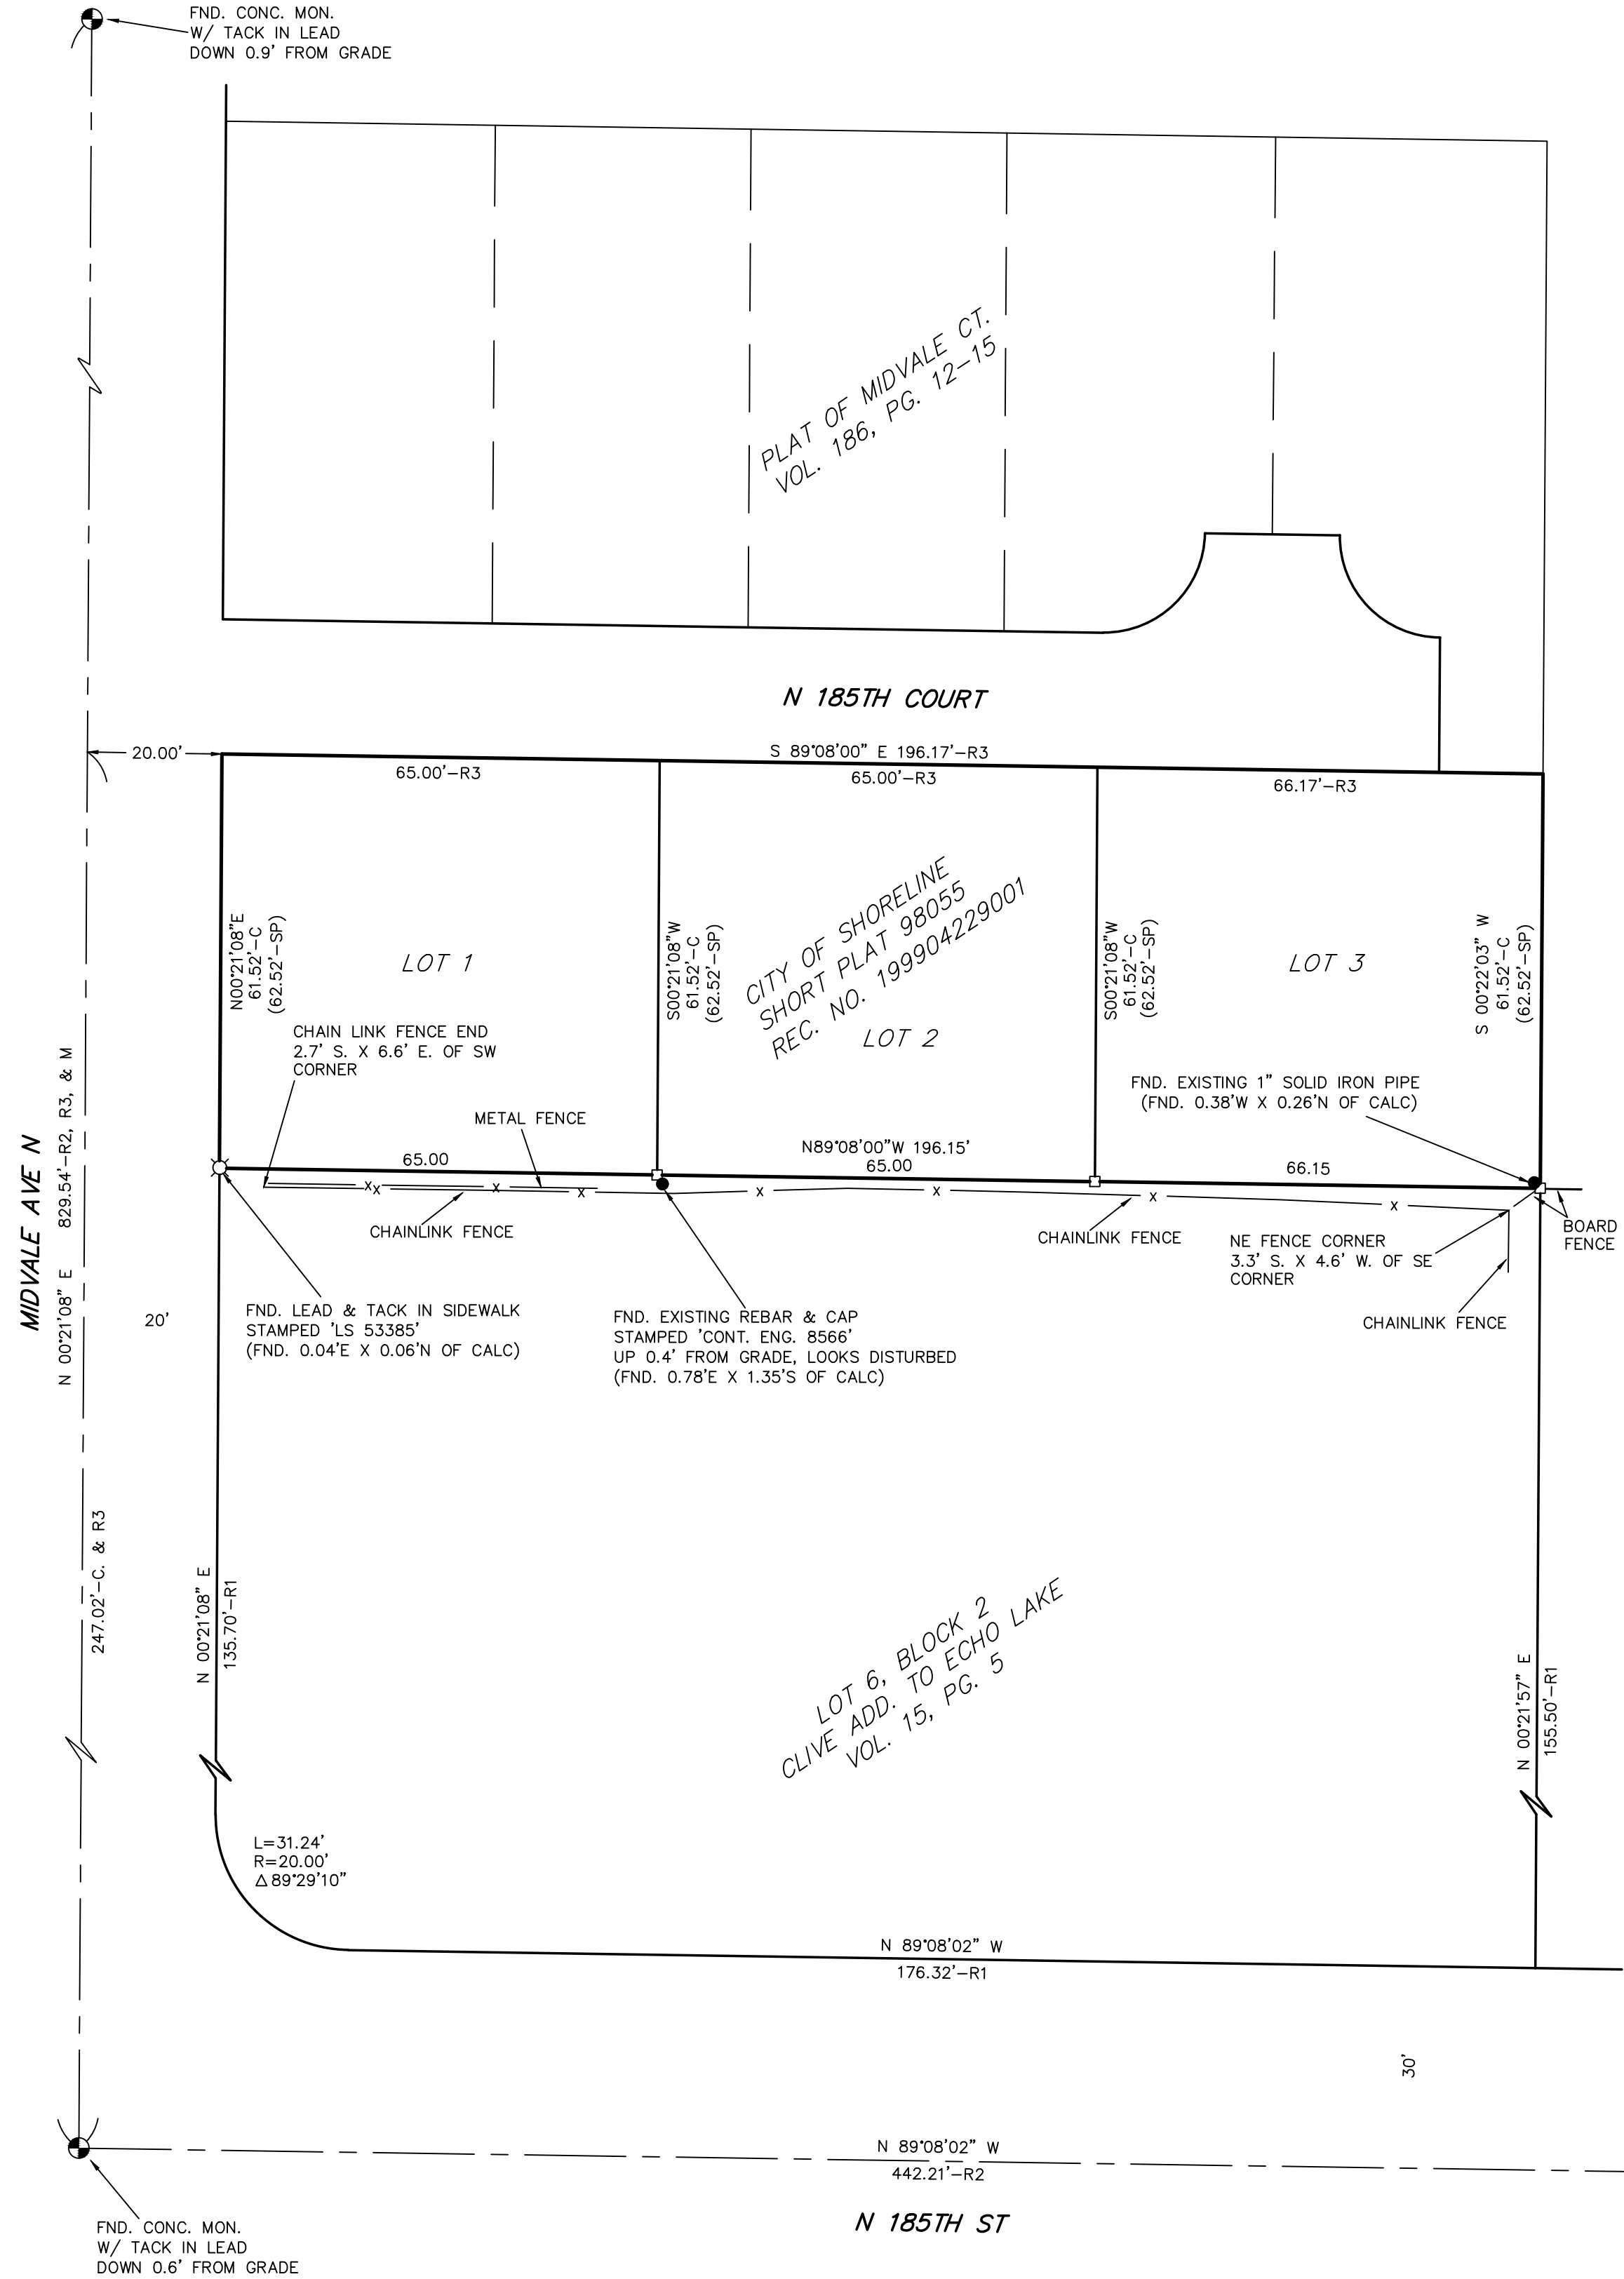 FND. CONC. MON.
W/ TACK IN LEAD
DOWN 0.9' FROM GRADE
PLAT OF MIDVALE CT.
VOL. 186, PG. 12-15
N 185TH COURT
20.00'
S 89°08'00" E 196.17'-R3
65.00'-R3
65.00'-R3
66.17'-R3
N00°21'08"E
61.52'-C
(62.52'-SP)
LOT 1
S00°21'08"W
61.52'-C
(62.52'-SP)
CITY OF SHORELINE
SHORT PLAT 98055
REC. NO. 199904229001
LOT 2
S00°21'08"W
61.52'-C
(62.52'-SP)
LOT 3
S 00°22'03" W
61.52'-C
(62.52'-SP)
CHAIN LINK FENCE END
2.7' S. X 6.6' E. OF SW
CORNER
METAL FENCE
FND. EXISTING 1" SOLID IRON PIPE
(FND. 0.38'W X 0.26'N OF CALC)
N89°08'00"W 196.15'
65.00
65.00
66.15
X
X
X
X
X
X
X
X
CHAINLINK FENCE
CHAINLINK FENCE
NE FENCE CORNER
3.3' S. X 4.6' W. OF SE
CORNER
BOARD
FENCE
CHAINLINK FENCE
MIDVALE AVE N
N 00°21'08" E 829.54'-R2, R3, & M
20'
FND. LEAD & TACK IN SIDEWALK
STAMPED 'LS 53385'
(FND. 0.04'E X 0.06'N OF CALC)
FND. EXISTING REBAR & CAP
STAMPED 'CONT. ENG. 8566'
UP 0.4' FROM GRADE, LOOKS DISTURBED
(FND. 0.78'E X 1.35'S OF CALC)
247.02'-C. & R3
N 00°21'08" E
135.70'-R1
LOT 6, BLOCK 2
CLIVE ADD. TO ECHO LAKE
VOL. 15, PG. 5
N 00°21'57" E
155.50'-R1
L=31.24'
R=20.00'
Δ 89°29'10"
N 89°08'02" W
176.32'-R1
30'
N 89°08'02" W
442.21'-R2
N 185TH ST
FND. CONC. MON.
W/ TACK IN LEAD
DOWN 0.6' FROM GRADE